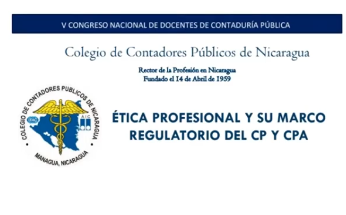 V CONGRESO NACIONAL DE DOCENTES DE CONTADURÍA PÚBLICA
Colegio de Contadores Públicos de Nicaragua
Rector de la Profesión en Nicaragua
Fundado el 14 de Abril de 1959
COLEGIO DE CONTADORES PUBLICOS DE NICARAGUA
MANAGUA, NICARAGUA
ÉTICA PROFESIONAL Y SU MARCO
REGULATORIO DEL CP Y CPA